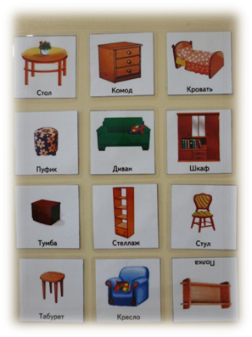 Стол
Комод
Кровать
Пуфик
Диван
Шкаф
Тумба
Стеллаж
Стул
Табурет
Кресло
Полка